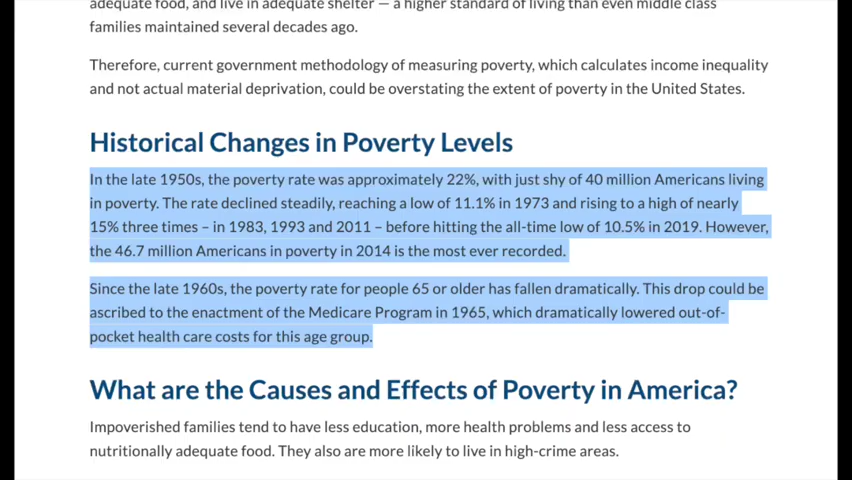 adequate food, and live in adequate shelter — a higher standard of living than even middle class
families maintained several decades ago.
Therefore, current government methodology of measuring poverty, which calculates income inequality
and not actual material deprivation, could be overstating the extent of poverty in the United States.
Historical Changes in Poverty Levels
In the late 1950s, the poverty rate was approximately 22%, with just shy of 40 million Americans living
in poverty. The rate declined steadily, reaching a low of 11.1% in 1973 and rising to a high of nearly
15% three times – in 1983, 1993 and 2011 – before hitting the all-time low of 10.5% in 2019. However,
the 46.7 million Americans in poverty in 2014 is the most ever recorded.
Since the late 1960s, the poverty rate for people 65 or older has fallen dramatically. This drop could be
ascribed to the enactment of the Medicare Program in 1965, which dramatically lowered out-of-
pocket health care costs for this age group.
What are the Causes and Effects of Poverty in America?
Impoverished families tend to have less education, more health problems and less access to
nutritionally adequate food. They also are more likely to live in high-crime areas.